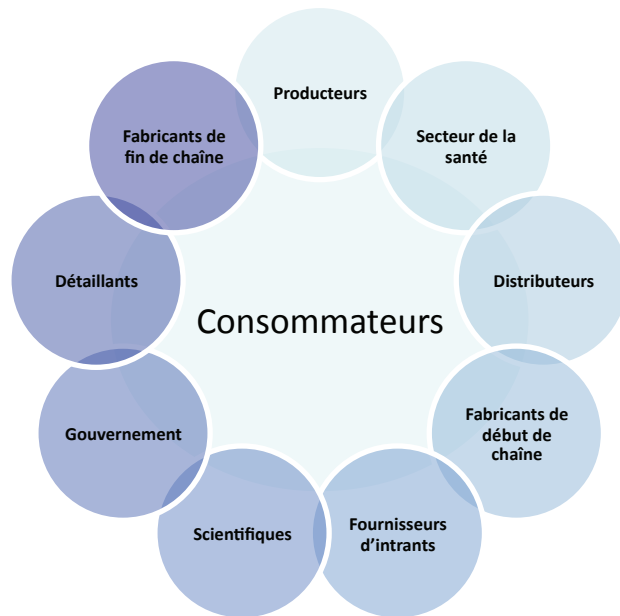 Producteurs
Secteur de la
santé
Distributeurs
Fabricants de
début de
chaîne
Fournisseurs
d’intrants
Scientifiques
Gouvernement
Détaillants
Fabricants de
fin de chaîne
Consommateurs